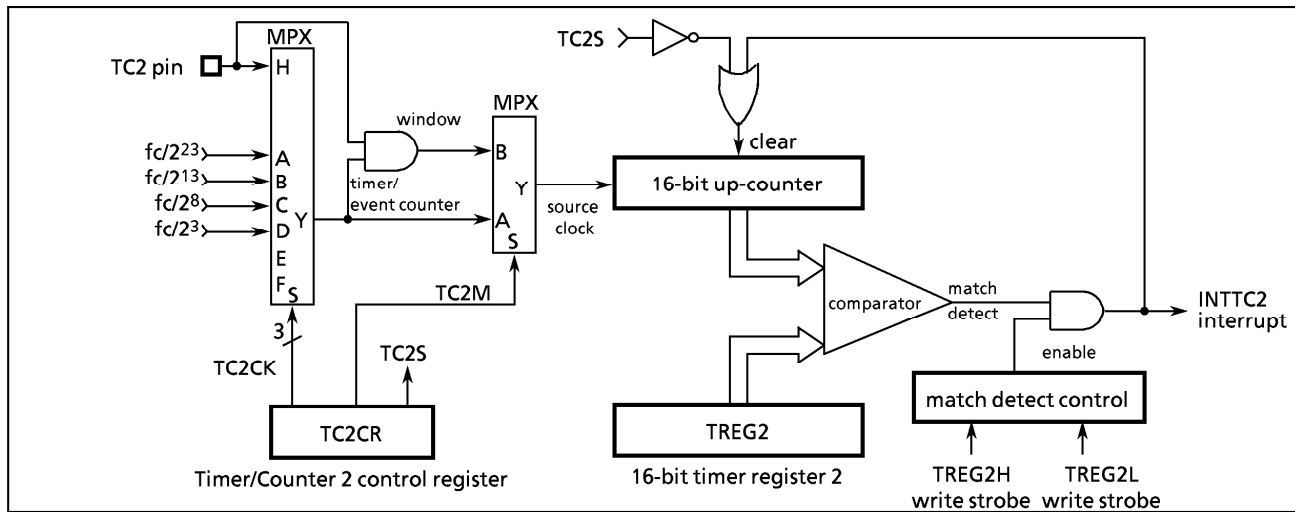 MPX
TC2 pin
H
fc/2²³
A
fc/2¹³
B
fc/2⁸
C
fc/2³
D
E
F
S
Y
timer/
event counter
window
MPX
B
Y
A
S
source
clock
TC2M
3
TC2CK
TC2S
TC2CR
Timer/Counter 2 control register
TC2S
clear
16-bit up-counter
comparator
match
detect
INTTC2
interrupt
enable
match detect control
TREG2
16-bit timer register 2
TREG2H
write strobe
TREG2L
write strobe